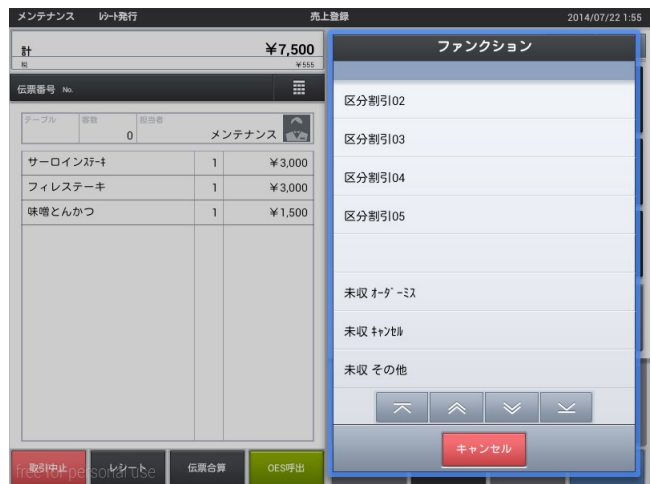 メンテナンス ﾚｼｰﾄ発行 売上登録 2014/07/22 1:55
計 ¥7,500
税 ¥555
伝票番号 No.
テーブル 客数 担当者
0 メンテナンス
サーロインｽﾃｰｷ 1 ¥3,000
フィレステーキ 1 ¥3,000
味噌とんかつ 1 ¥1,500
取引中止 レシート 伝票合算 OES呼出
free for personal use
ファンクション
区分割引02
区分割引03
区分割引04
区分割引05
未収 ｵｰﾀﾞｰﾐｽ
未収 ｷｬﾝｾﾙ
未収 その他
キャンセル